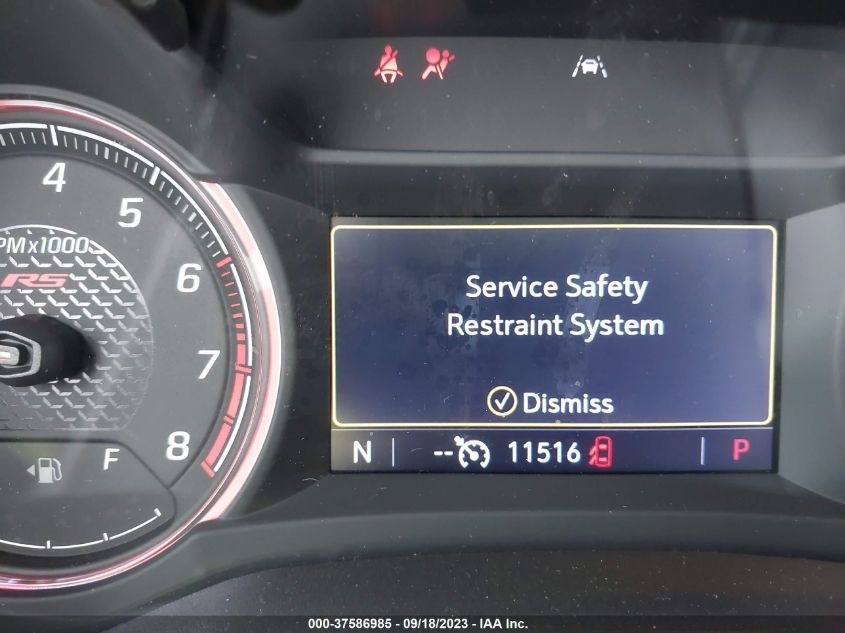 4
5
PMx1000
RS
6
7
8
F
Service Safety
Restraint System
Dismiss
N -- 11516 P
000-37586985 - 09/18/2023 - IAA Inc.